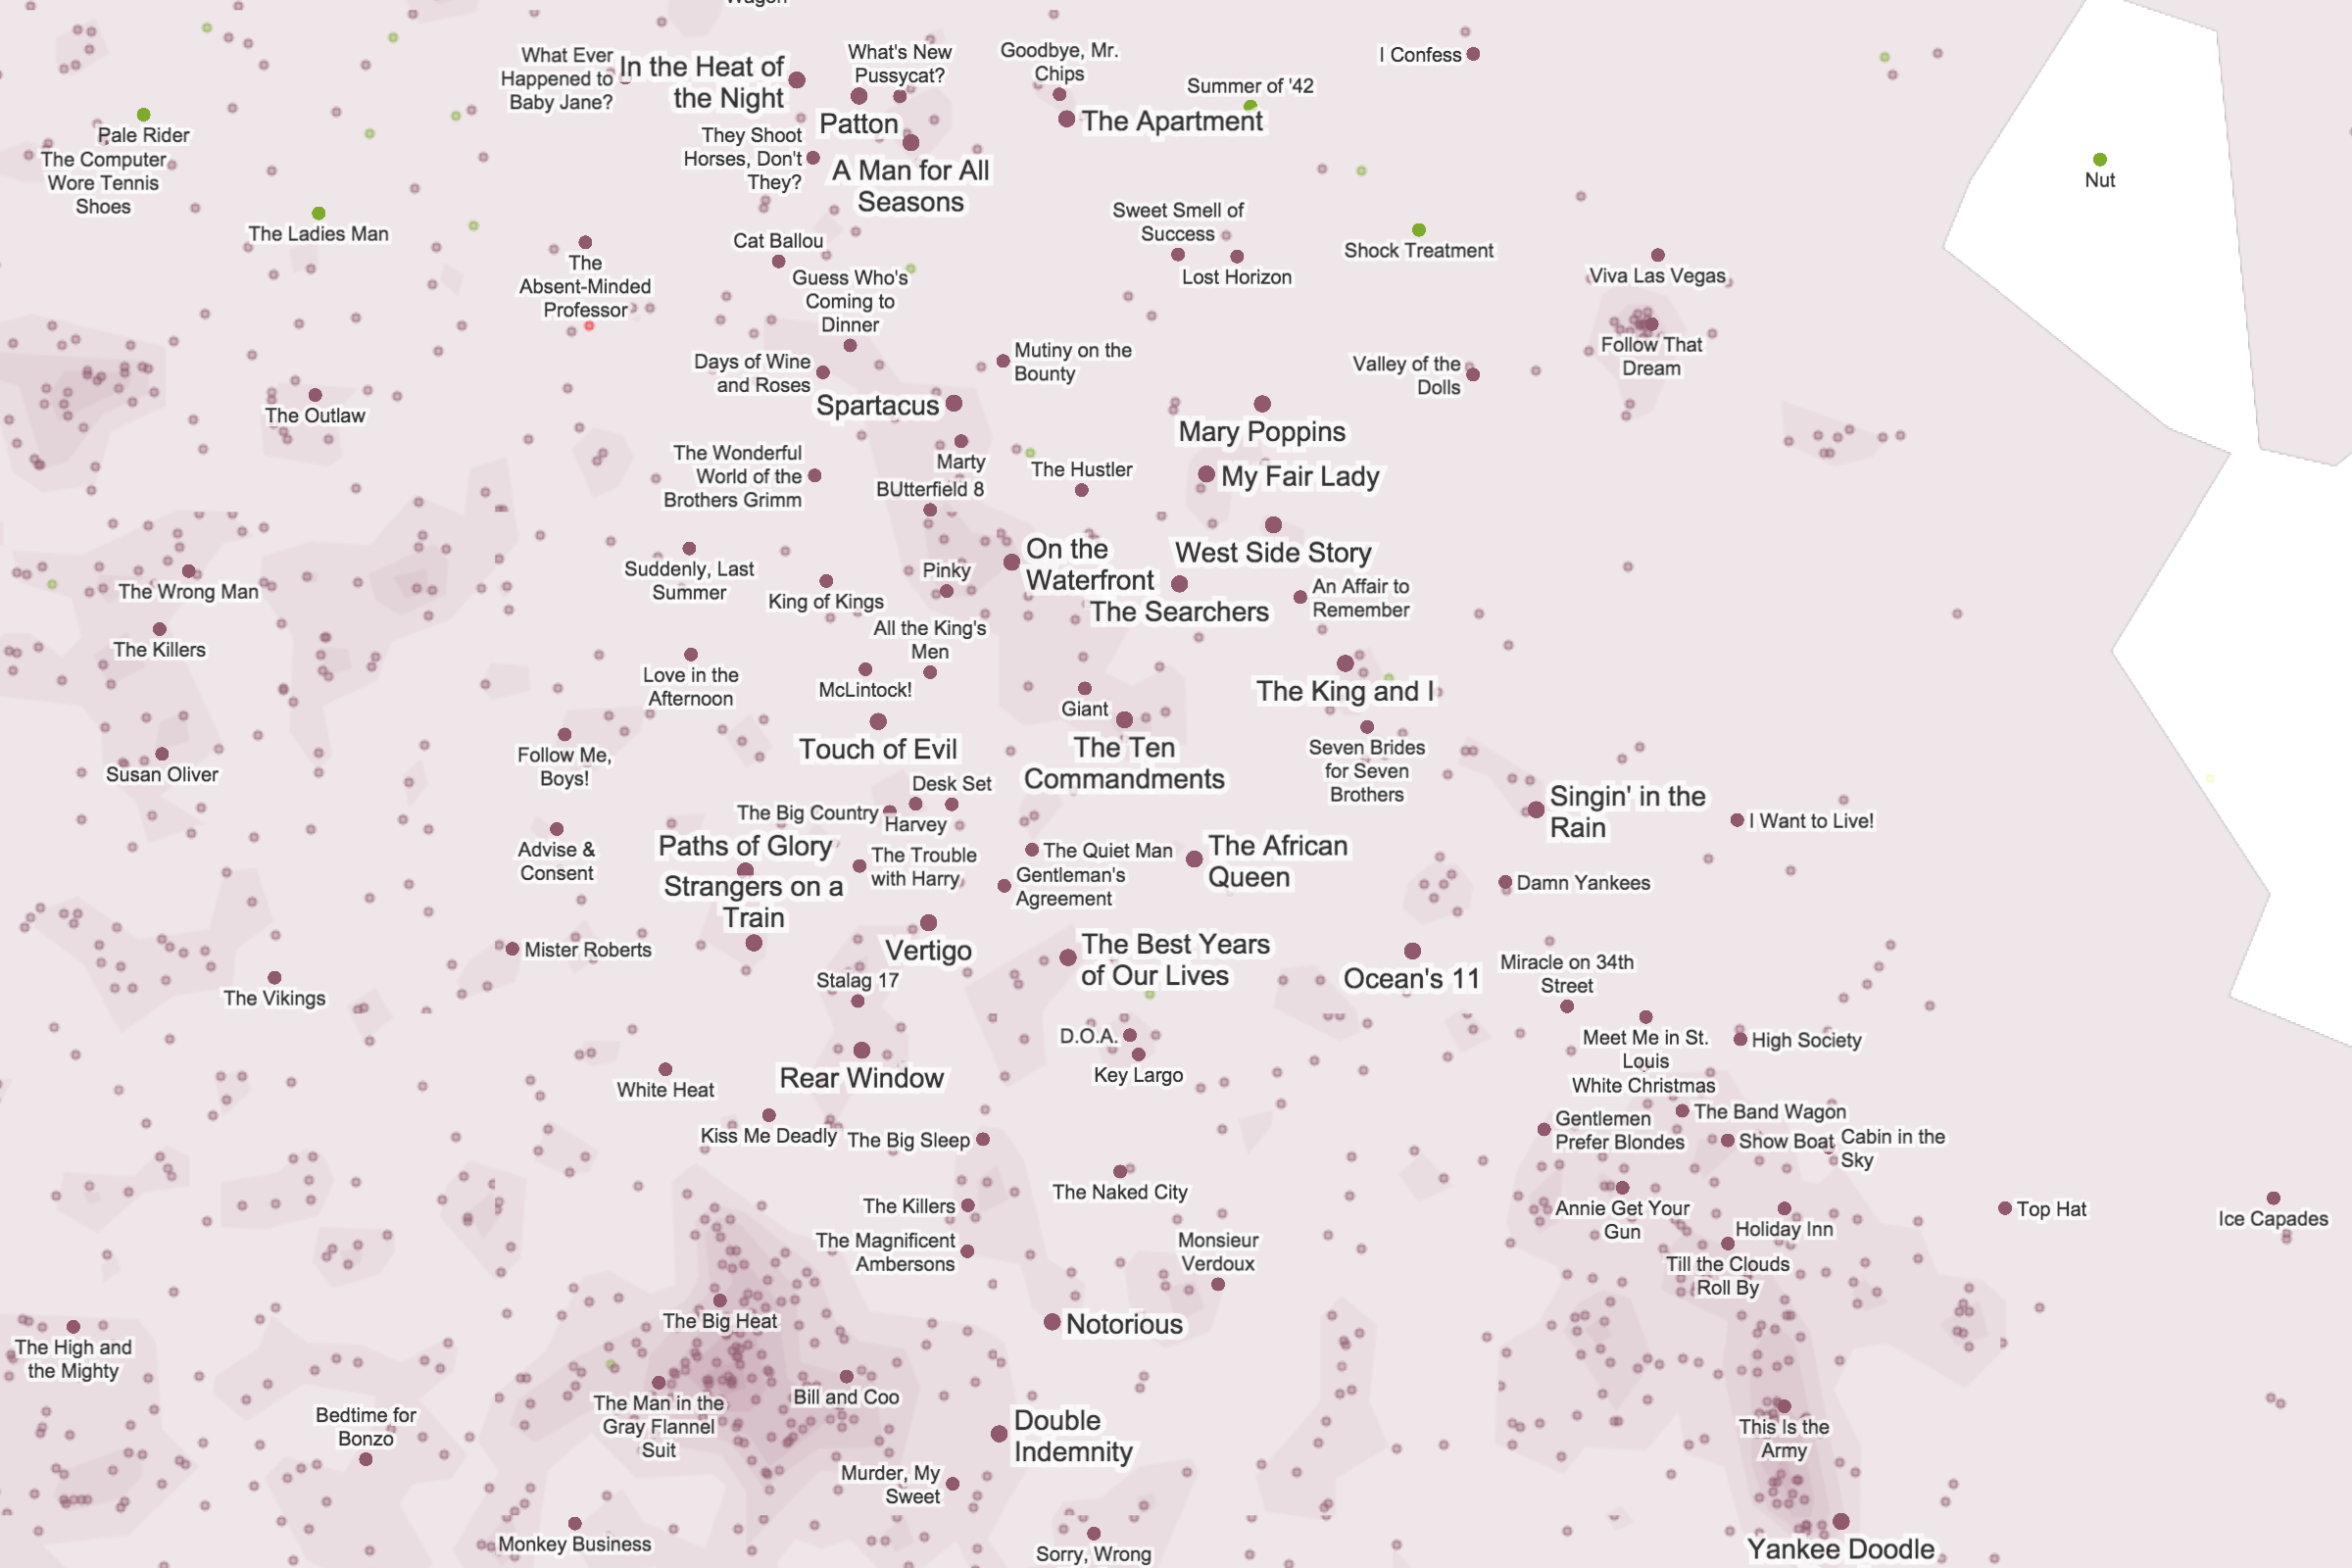 Wagon
What Ever
Happened to
Baby Jane?
In the Heat of
the Night
What's New
Pussycat?
Goodbye, Mr.
Chips
I Confess
Summer of '42
Patton
The Apartment
Pale Rider
The Computer
Wore Tennis
Shoes
They Shoot
Horses, Don't
They?
A Man for All
Seasons
Nut
The Ladies Man
Cat Ballou
Sweet Smell of
Success
Lost Horizon
Shock Treatment
Viva Las Vegas
The
Absent-Minded
Professor
Guess Who's
Coming to
Dinner
Follow That
Dream
Days of Wine
and Roses
Mutiny on the
Bounty
Valley of the
Dolls
The Outlaw
Spartacus
Mary Poppins
Marty
The Wonderful
World of the
Brothers Grimm
BUtterfield 8
The Hustler
My Fair Lady
West Side Story
On the
Waterfront
Suddenly, Last
Summer
Pinky
The Wrong Man
King of Kings
The Searchers
An Affair to
Remember
All the King's
Men
The Killers
Love in the
Afternoon
McLintock!
Giant
The King and I
Touch of Evil
The Ten
Commandments
Follow Me,
Boys!
Susan Oliver
Seven Brides
for Seven
Brothers
Desk Set
The Big Country
Harvey
Singin' in the
Rain
I Want to Live!
Advise &
Consent
Paths of Glory
The Trouble
with Harry
The Quiet Man
The African
Queen
Strangers on a
Train
Gentleman's
Agreement
Damn Yankees
Mister Roberts
Vertigo
The Best Years
of Our Lives
Ocean's 11
Miracle on 34th
Street
The Vikings
Stalag 17
D.O.A.
Meet Me in St.
Louis
High Society
Rear Window
Key Largo
White Heat
White Christmas
The Band Wagon
Kiss Me Deadly
The Big Sleep
Gentlemen
Prefer Blondes
Show Boat
Cabin in the
Sky
The Naked City
The Killers
Annie Get Your
Gun
Holiday Inn
Top Hat
Ice Capades
The Magnificent
Ambersons
Monsieur
Verdoux
Till the Clouds
Roll By
The Big Heat
Notorious
The High and
the Mighty
The Man in the
Gray Flannel
Suit
Bill and Coo
Bedtime for
Bonzo
Double
Indemnity
This Is the
Army
Murder, My
Sweet
Monkey Business
Sorry, Wrong
Yankee Doodle